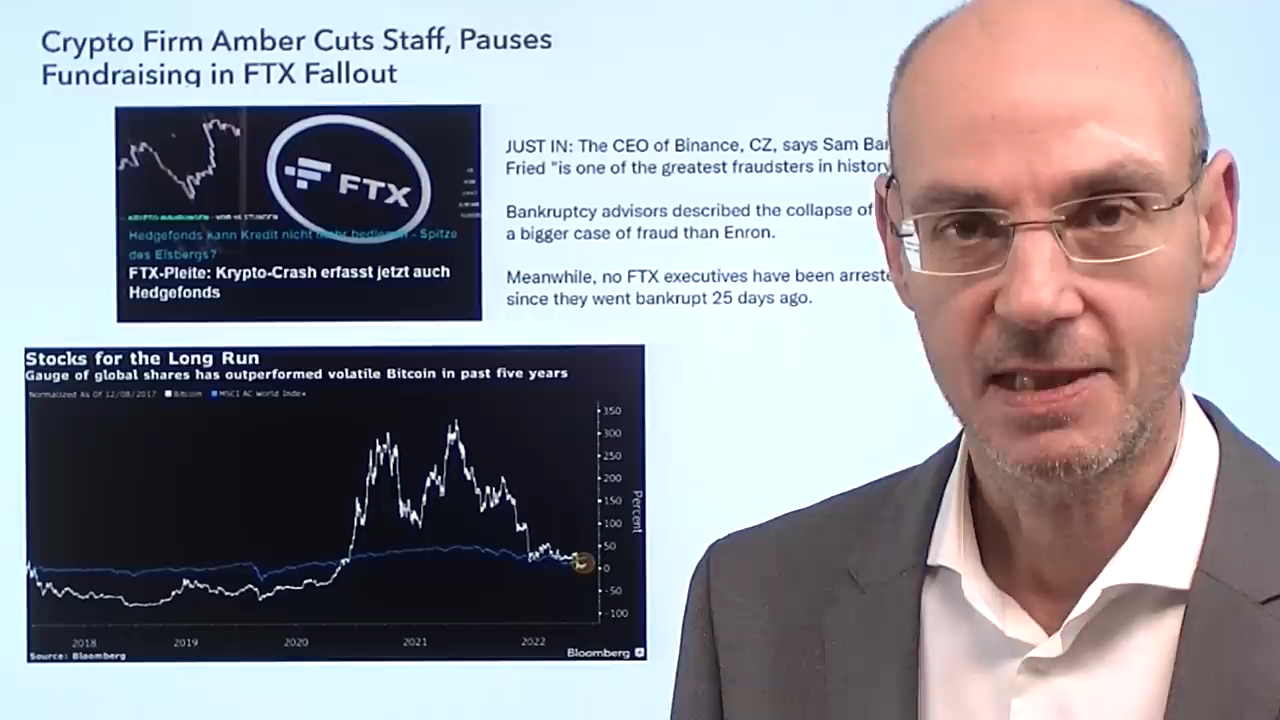 Crypto Firm Amber Cuts Staff, Pauses
Fundraising in FTX Fallout
FTX
KRYPTO-WÄHRUNGEN - VOR 16 STUNDEN
Hedgefonds kann Kredit nicht mehr bedienen - Spitze
des Eisbergs?
FTX-Pleite: Krypto-Crash erfasst jetzt auch
Hedgefonds
JUST IN: The CEO of Binance, CZ, says Sam
Fried "is one of the greatest fraudsters in history
Bankruptcy advisors described the collapse of
a bigger case of fraud than Enron.
Meanwhile, no FTX executives have been
since they went bankrupt 25 days ago.
Stocks for the Long Run
Gauge of global shares has outperformed volatile Bitcoin in past five years
Normalized As Of 12/08/2017 Bitcoin MSCI AC World Index
350
300
200
150
100
50
0
-50
-100
Percent
2018 2019 2020 2021 2022
Source: Bloomberg
Bloomberg